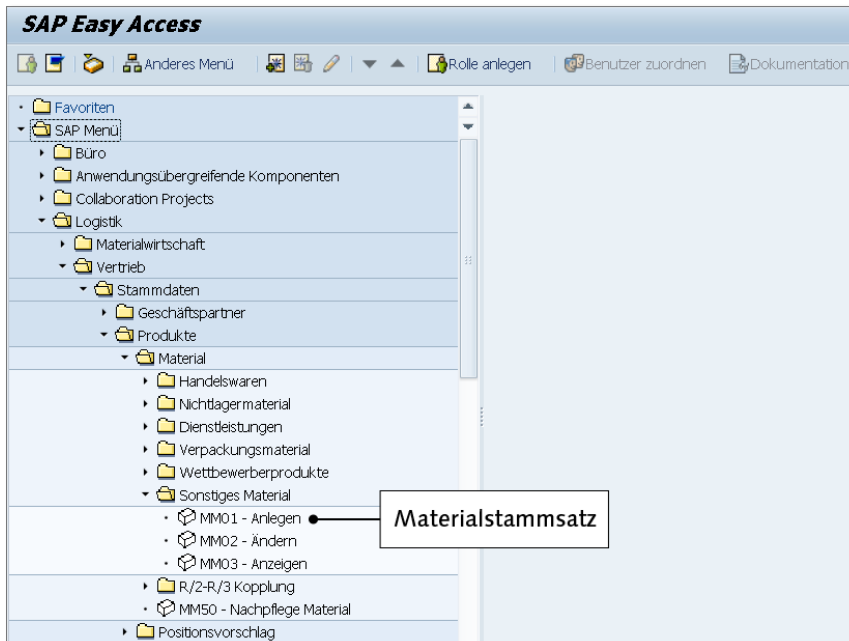 SAP Easy Access
Anderes Menü Rolle anlegen Benutzer zuordnen Dokumentation
Favoriten
SAP Menü
Büro
Anwendungsübergreifende Komponenten
Collaboration Projects
Logistik
Materialwirtschaft
Vertrieb
Stammdaten
Geschäftspartner
Produkte
Material
Handelswaren
Nichtlagermaterial
Dienstleistungen
Verpackungsmaterial
Wettbewerberprodukte
Sonstiges Material
MM01 - Anlegen Materialstammsatz
MM02 - Ändern
MM03 - Anzeigen
R/2-R/3 Kopplung
MM50 - Nachpflege Material
Positionsvorschlag